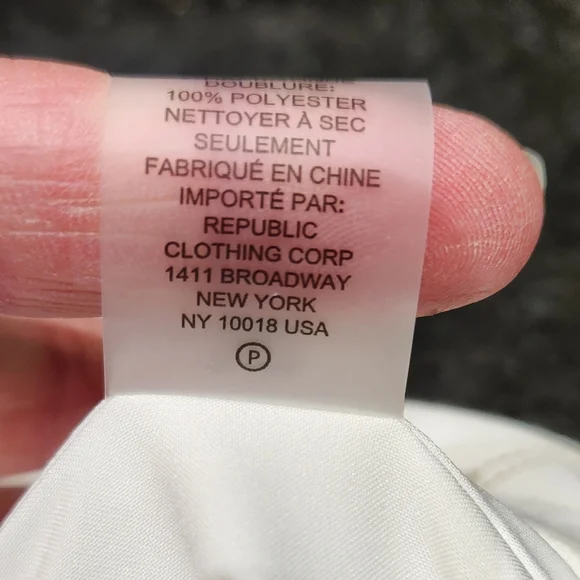 DOUBLURE:
100% POLYESTER
NETTOYER À SEC
SEULEMENT
FABRIQUÉ EN CHINE
IMPORTÉ PAR:
REPUBLIC
CLOTHING CORP
1411 BROADWAY
NEW YORK
NY 10018 USA
P